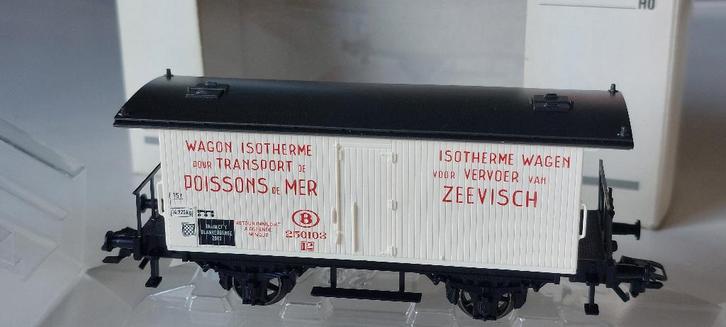 HO
WAGON ISOTHERME
POUR TRANSPORT DE
POISSONS DE MER
ISOTHERME WAGEN
VOOR VERVOER VAN
ZEEVISCH
B
250103